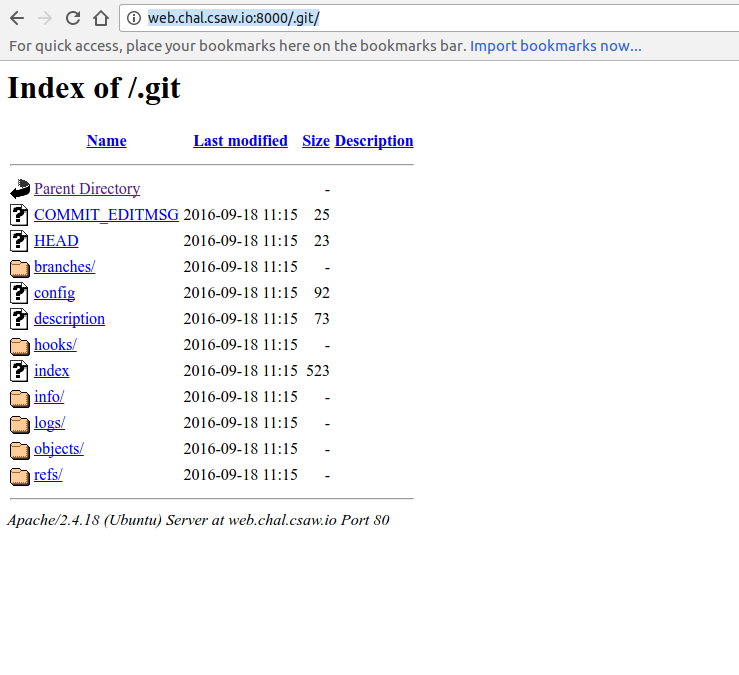 web.chal.csaw.io:8000/.git/
For quick access, place your bookmarks here on the bookmarks bar. Import bookmarks now...
Index of /.git
Name Last modified Size Description
Parent Directory -
COMMIT_EDITMSG 2016-09-18 11:15 25
HEAD 2016-09-18 11:15 23
branches/ 2016-09-18 11:15 -
config 2016-09-18 11:15 92
description 2016-09-18 11:15 73
hooks/ 2016-09-18 11:15 -
index 2016-09-18 11:15 523
info/ 2016-09-18 11:15 -
logs/ 2016-09-18 11:15 -
objects/ 2016-09-18 11:15 -
refs/ 2016-09-18 11:15 -
Apache/2.4.18 (Ubuntu) Server at web.chal.csaw.io Port 80